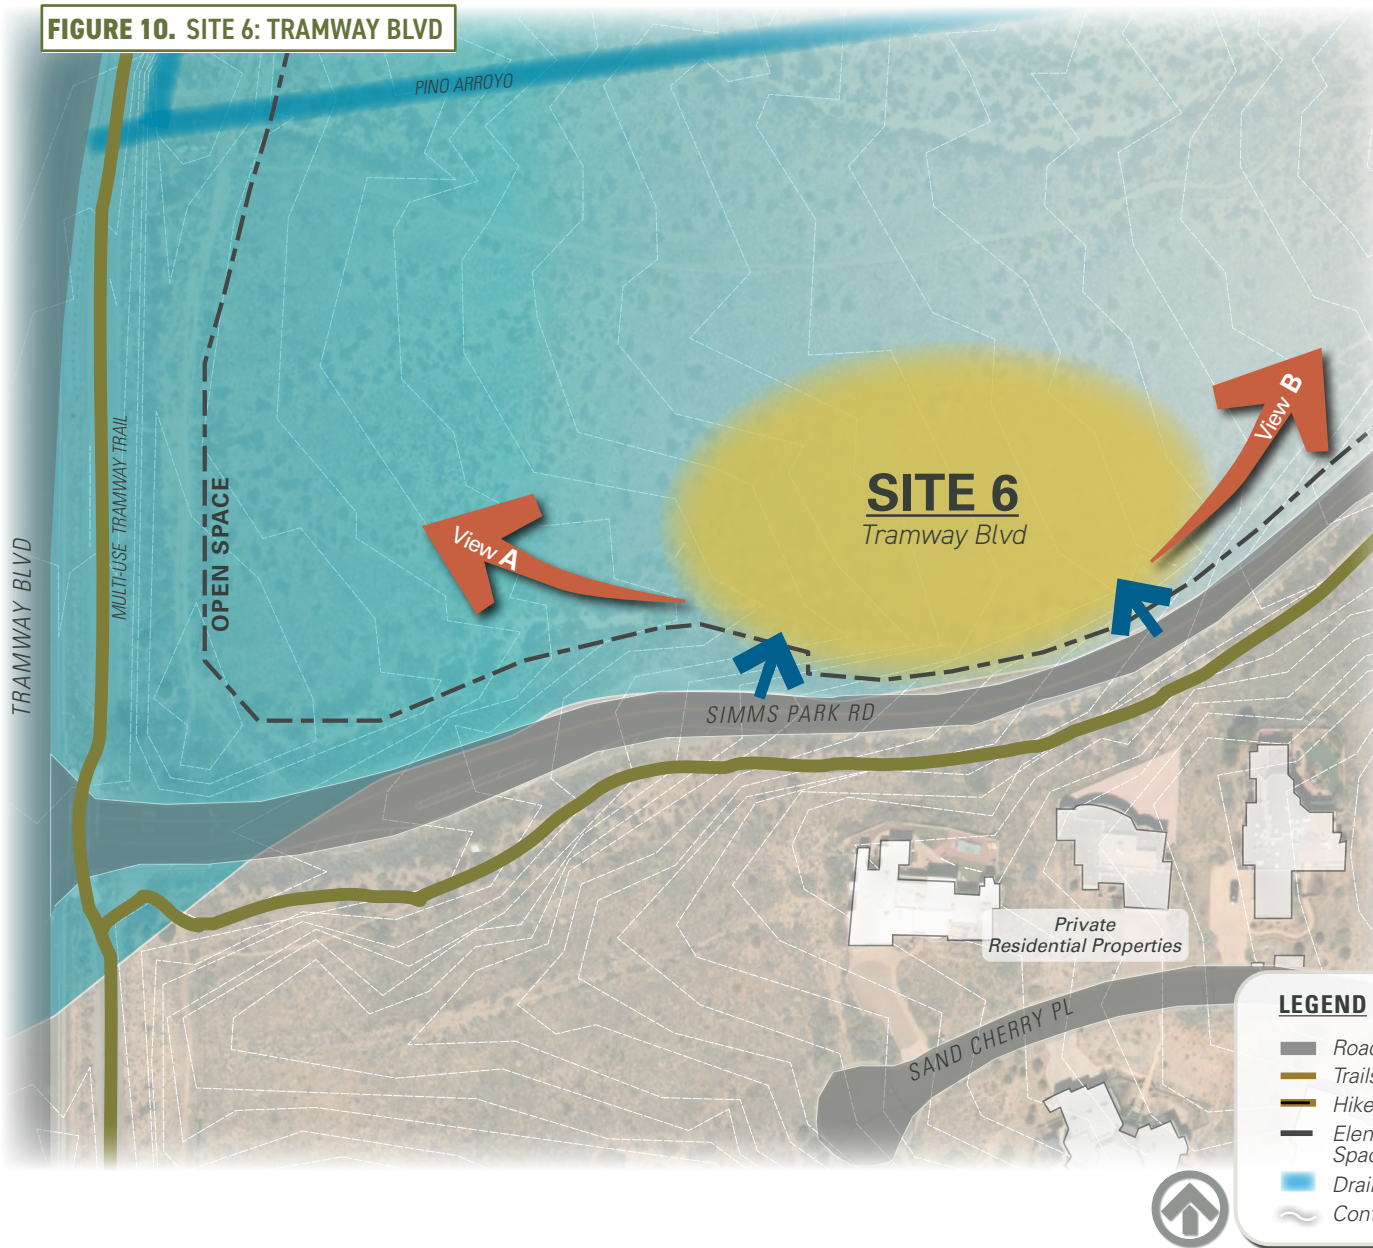 FIGURE 10. SITE 6: TRAMWAY BLVD
PINO ARROYO
TRAMWAY BLVD
MULTI-USE TRAMWAY TRAIL
OPEN SPACE
View A
View B
SITE 6
Tramway Blvd
SIMMS PARK RD
Private
Residential Properties
SAND CHERRY PL
LEGEND